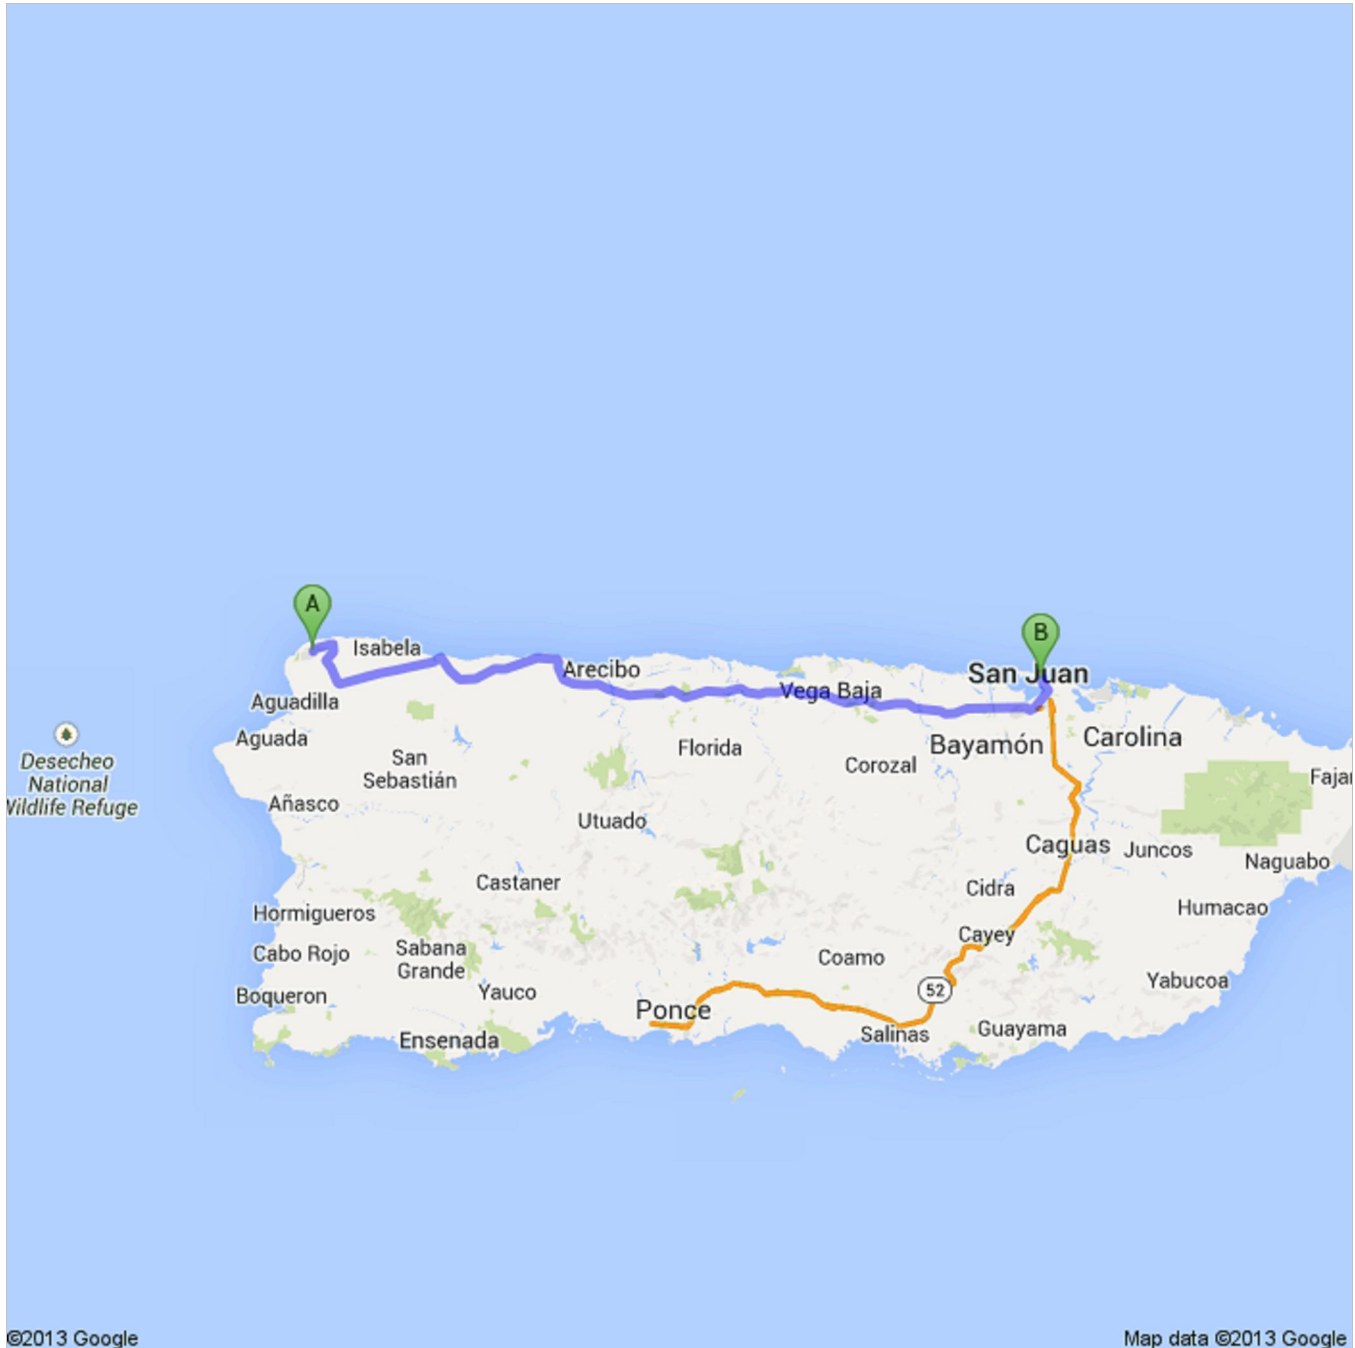 A
B
Isabela
Arecibo
San Juan
Vega Baja
Aguadilla
Aguada
Desecheo
National
Wildlife Refuge
San
Sebastián
Florida
Bayamón
Carolina
Corozal
Fajar
Añasco
Utuado
Caguas
Juncos
Naguabo
Castaner
Cidra
Hormigueros
Humacao
Cayey
Cabo Rojo
Sabana
Grande
Coamo
Boqueron
Yauco
52
Yabucoa
Ponce
Salinas
Guayama
Ensenada
©2013 Google
Map data ©2013 Google